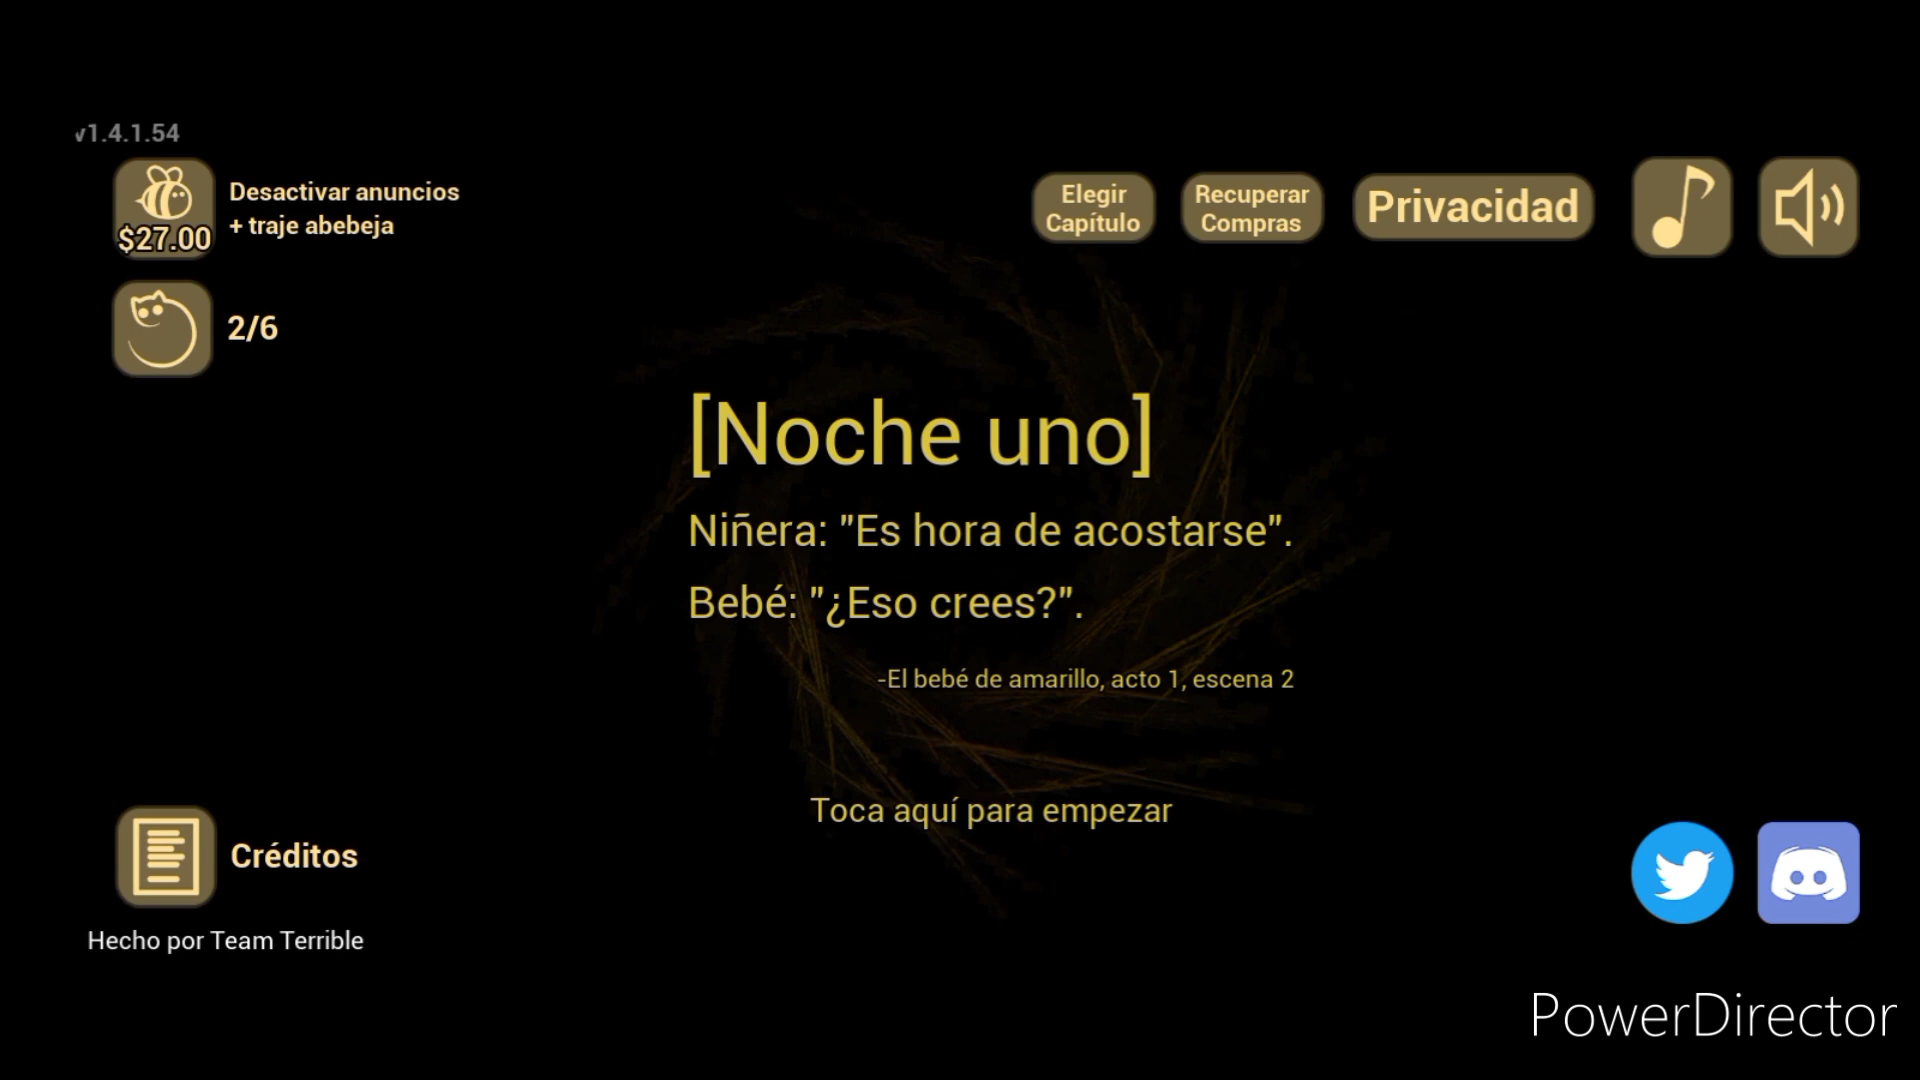 v1.4.1.54
$27.00
Desactivar anuncios
+ traje abebeja
2/6
Elegir
Capítulo
Recuperar
Compras
Privacidad
[Noche uno]
Niñera: "Es hora de acostarse".
Bebé: "¿Eso crees?".
-El bebé de amarillo, acto 1, escena 2
Toca aquí para empezar
Créditos
Hecho por Team Terrible
PowerDirector